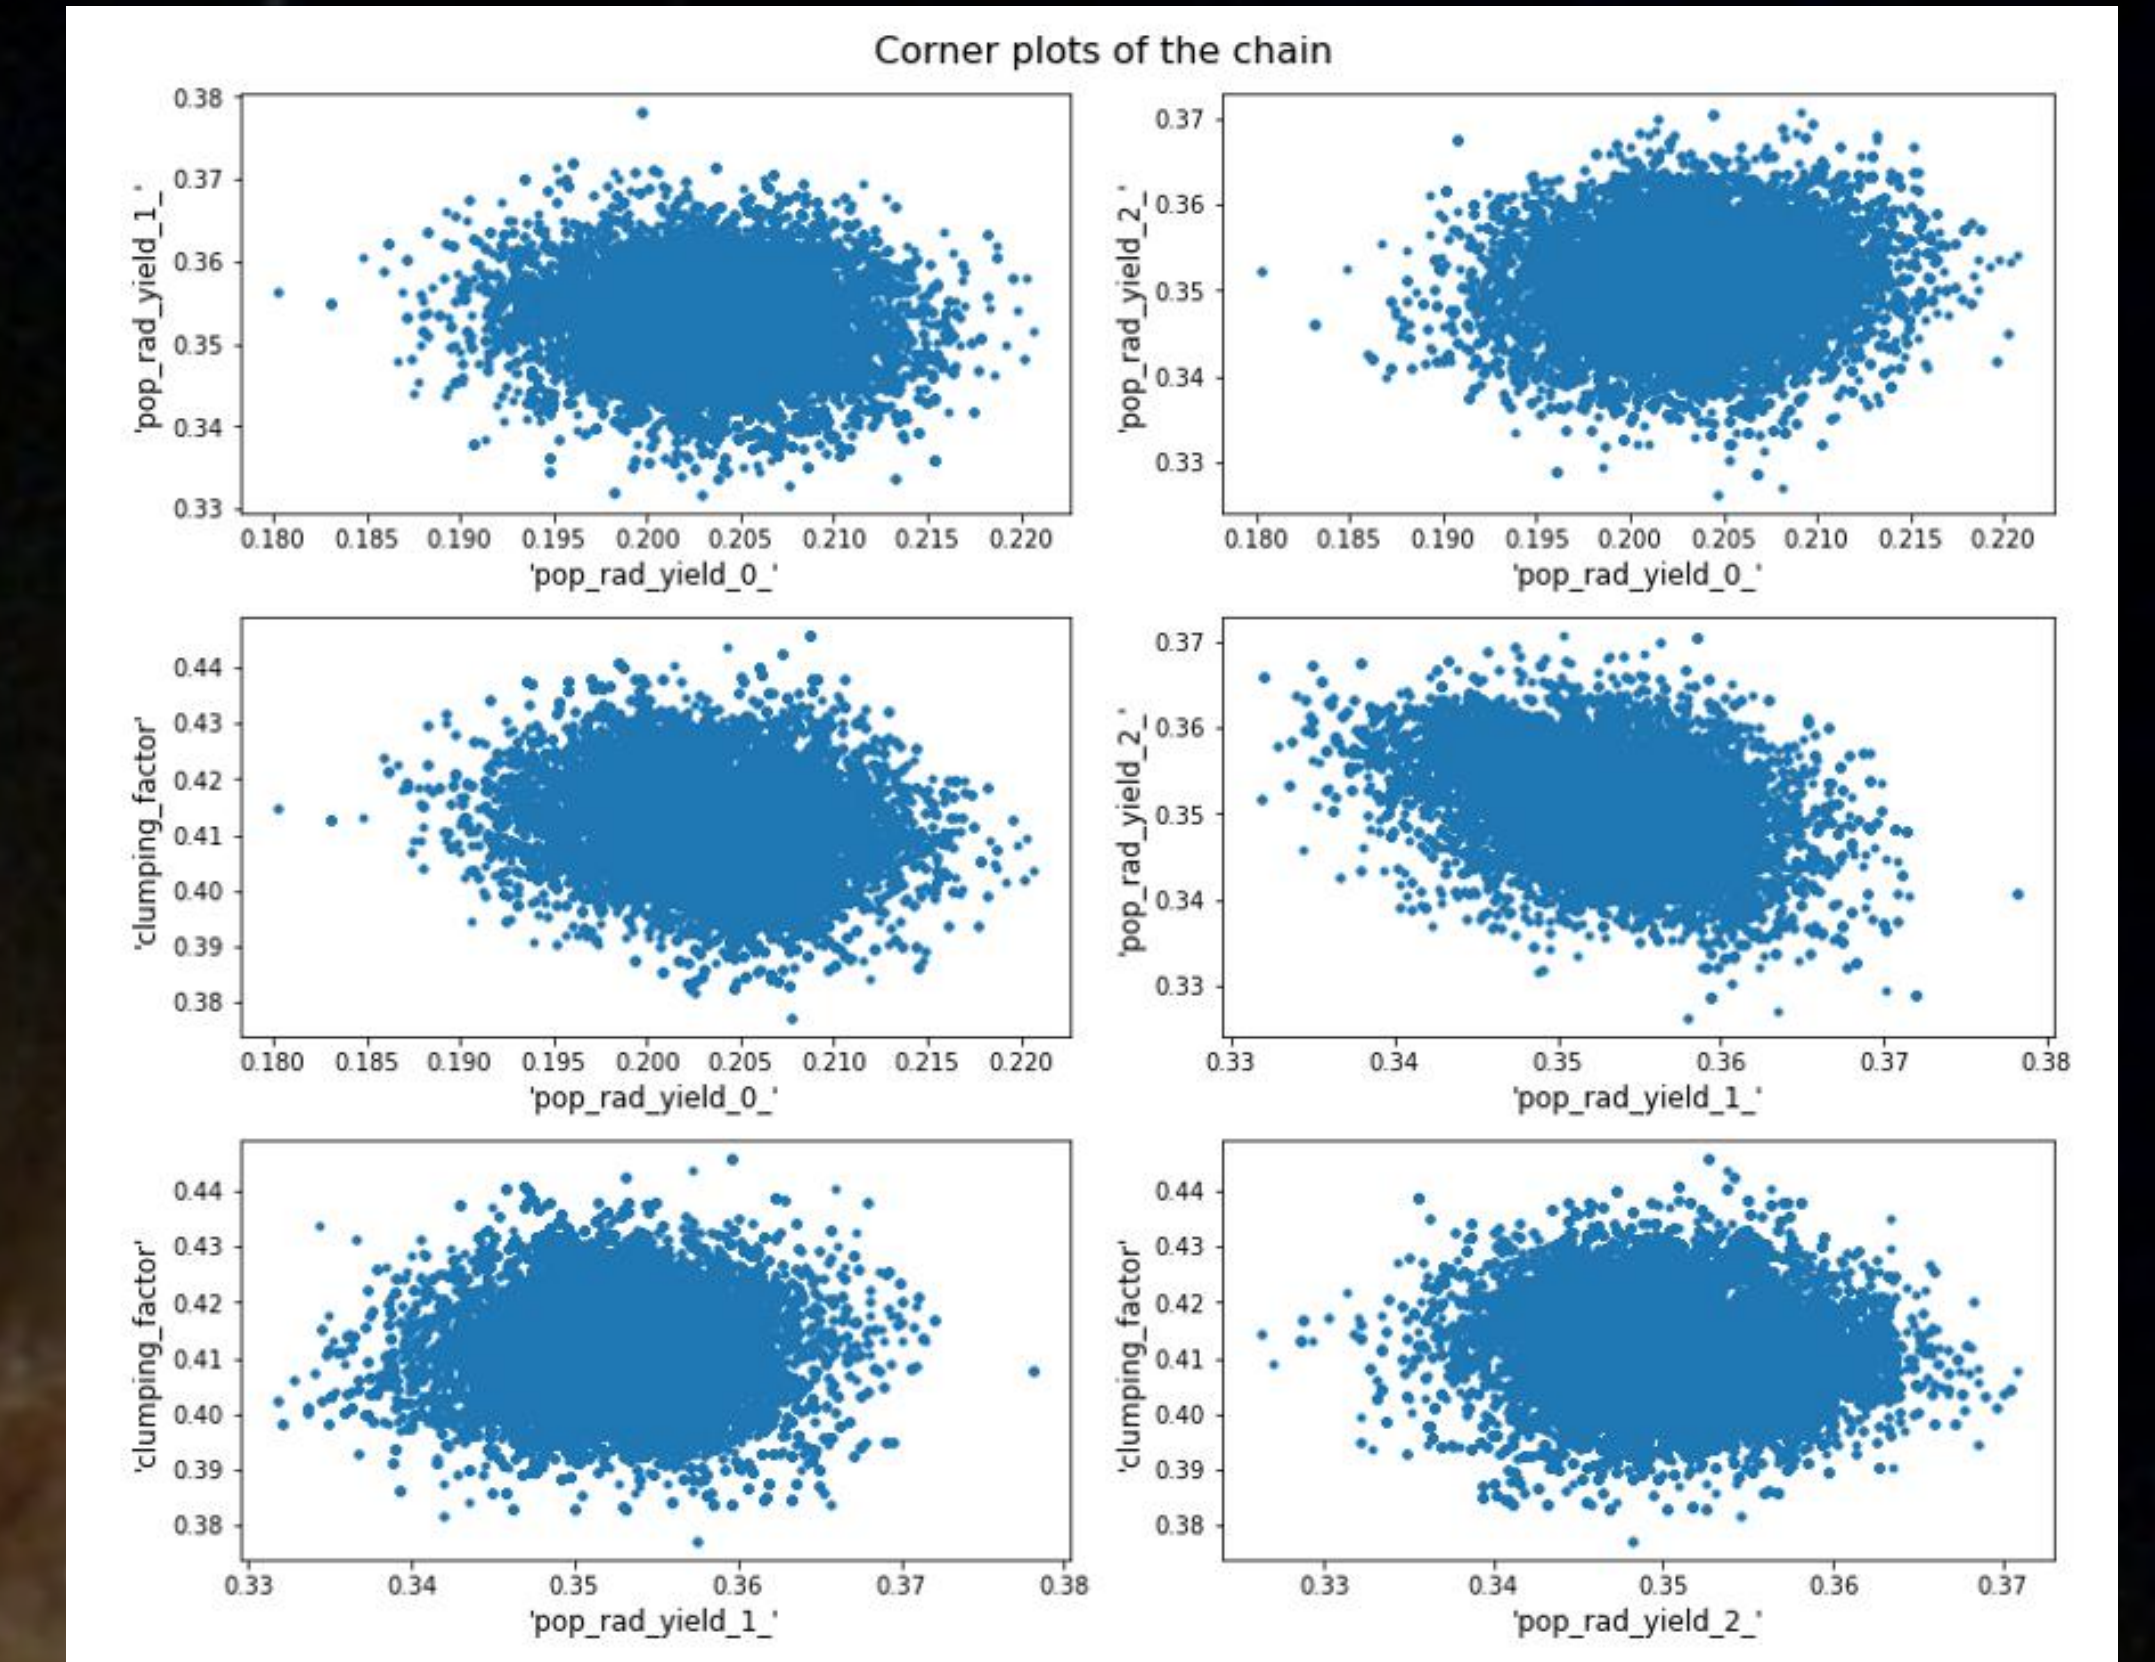 Corner plots of the chain
0.38
0.37
0.36
0.35
0.34
0.33
'pop_rad_yield_1_'
0.180 0.185 0.190 0.195 0.200 0.205 0.210 0.215 0.220
'pop_rad_yield_0_'
0.37
0.36
0.35
0.34
0.33
'pop_rad_yield_2_'
0.180 0.185 0.190 0.195 0.200 0.205 0.210 0.215 0.220
'pop_rad_yield_0_'
0.44
0.43
0.42
0.41
0.40
0.39
0.38
'clumping_factor'
0.180 0.185 0.190 0.195 0.200 0.205 0.210 0.215 0.220
'pop_rad_yield_0_'
0.37
0.36
0.35
0.34
0.33
'pop_rad_yield_2_'
0.33 0.34 0.35 0.36 0.37 0.38
'pop_rad_yield_1_'
0.44
0.43
0.42
0.41
0.40
0.39
0.38
'clumping_factor'
0.33 0.34 0.35 0.36 0.37 0.38
'pop_rad_yield_1_'
0.44
0.43
0.42
0.41
0.40
0.39
0.38
'clumping_factor'
0.33 0.34 0.35 0.36 0.37
'pop_rad_yield_2_'